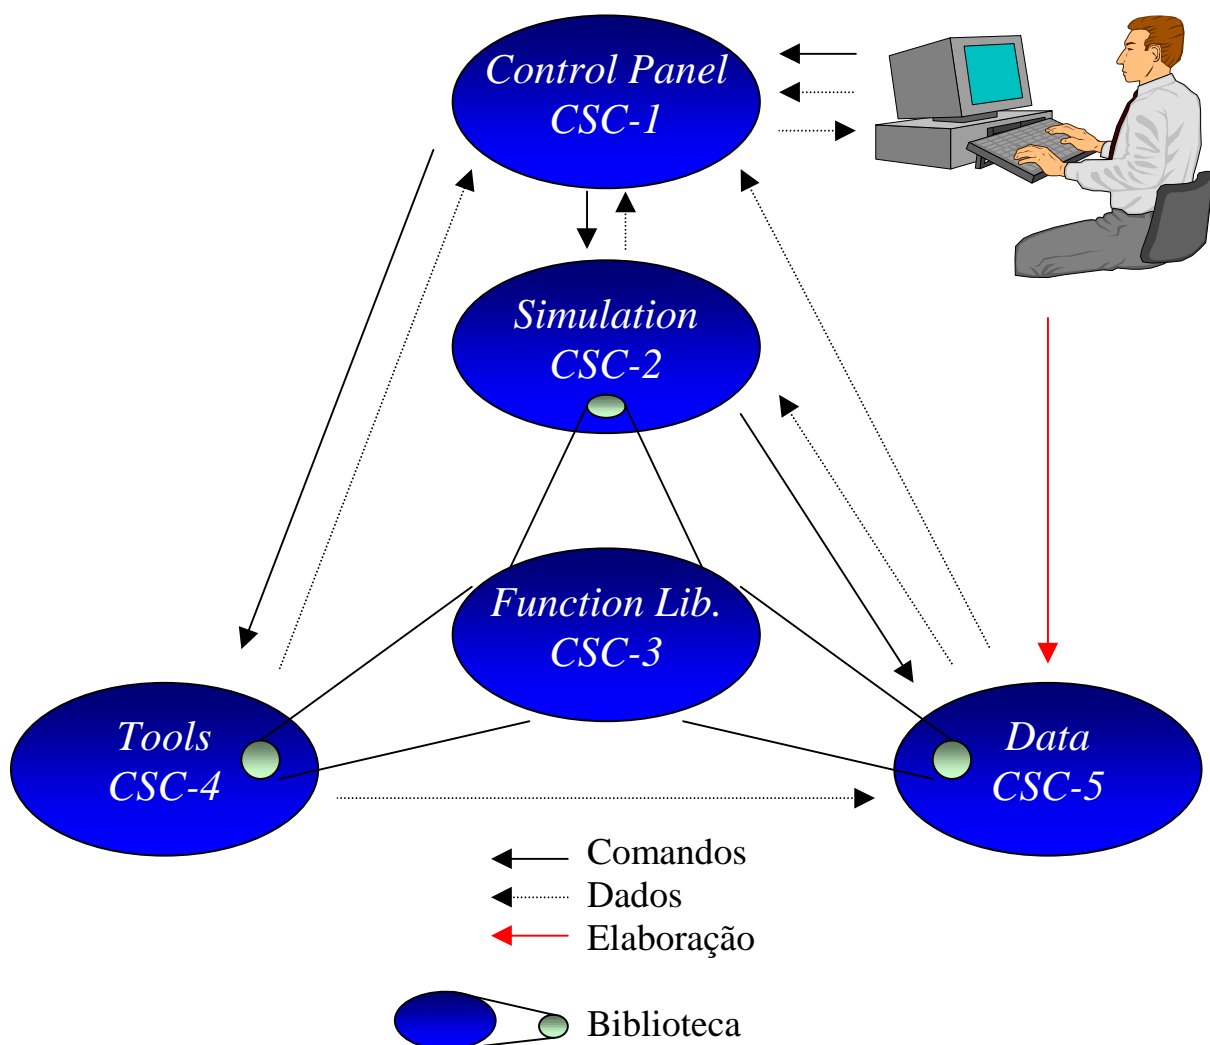 Control Panel
CSC-1
Simulation
CSC-2
Function Lib.
CSC-3
Tools
CSC-4
Data
CSC-5
Comandos
Dados
Elaboração
Biblioteca